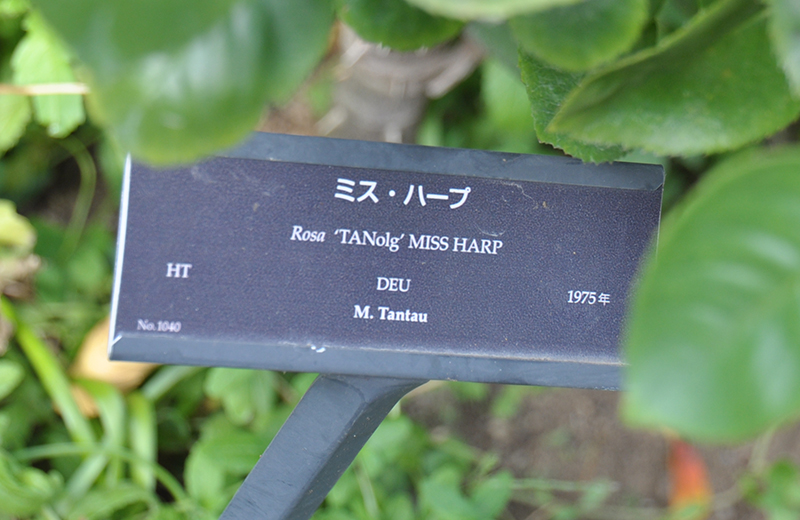 ミス・ハープ
Rosa 'TANolg' MISS HARP
HT
DEU
1975年
M. Tantau
No.1040